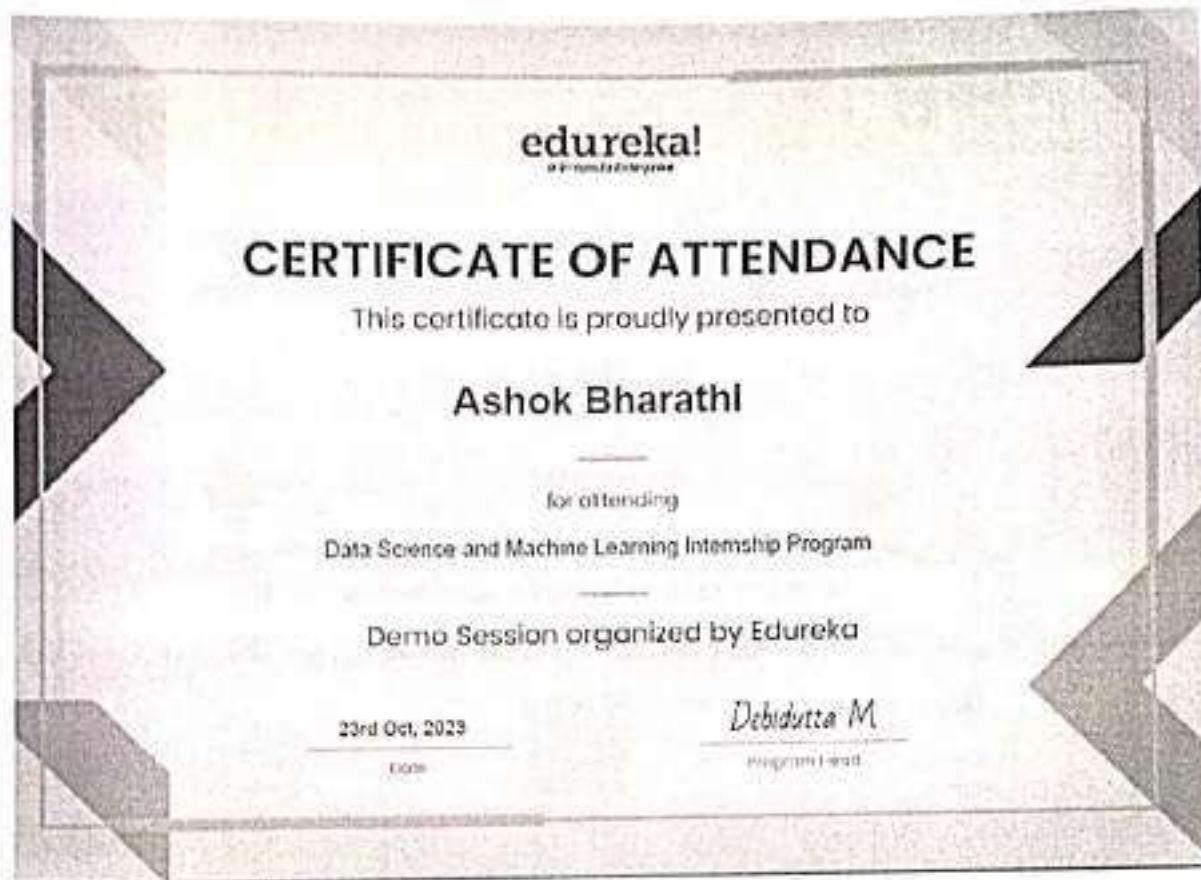 edureka!
CERTIFICATE OF ATTENDANCE
This certificate is proudly presented to
Ashok Bharathi
for attending
Data Science and Machine Learning Internship Program
Demo Session organized by Edureka
23rd Oct, 2023
Debidutta M
Date
Program Lead